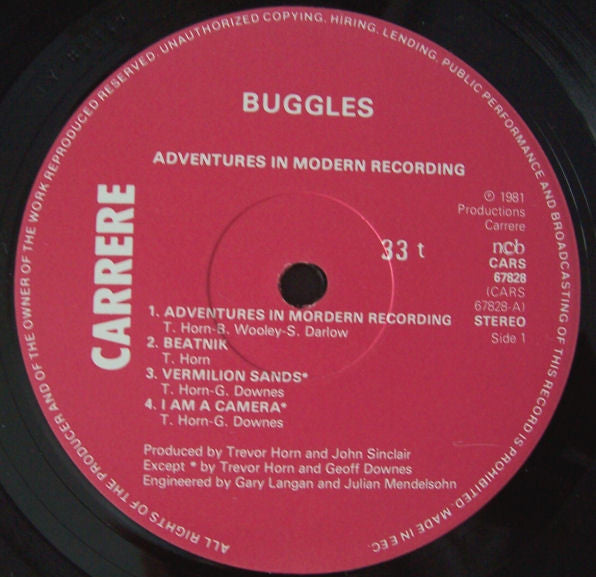 ALL RIGHTS OF THE PRODUCER AND OF THE OWNER OF THE WORK REPRODUCED RESERVED. UNAUTHORIZED COPYING, HIRING, LENDING, PUBLIC PERFORMANCE AND BROADCASTING OF THIS RECORD IS PROHIBITED. MADE IN EEC.
BUGGLES
ADVENTURES IN MODERN RECORDING
CARRERE
℗ 1981
Productions
Carrere
33 t
ncb
CARS
67828
(CARS
67828-A)
STEREO
Side 1
1. ADVENTURES IN MORDERN RECORDING
T. Horn-B. Wooley-S. Darlow
2. BEATNIK
T. Horn
3. VERMILION SANDS*
T. Horn-G. Downes
4. I AM A CAMERA*
T. Horn-G. Downes
Produced by Trevor Horn and John Sinclair
Except * by Trevor Horn and Geoff Downes
Engineered by Gary Langan and Julian Mendelsohn